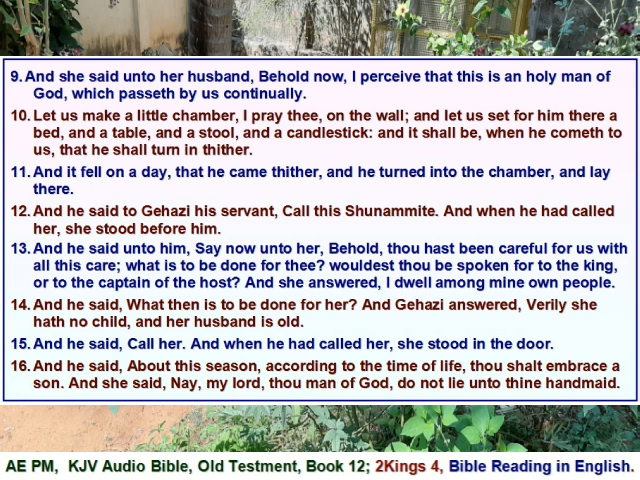 9. And she said unto her husband, Behold now, I perceive that this is an holy man of
God, which passeth by us continually.
10. Let us make a little chamber, I pray thee, on the wall; and let us set for him there a
bed, and a table, and a stool, and a candlestick: and it shall be, when he cometh to
us, that he shall turn in thither.
11. And it fell on a day, that he came thither, and he turned into the chamber, and lay
there.
12. And he said to Gehazi his servant, Call this Shunammite. And when he had called
her, she stood before him.
13. And he said unto him, Say now unto her, Behold, thou hast been careful for us with
all this care; what is to be done for thee? wouldest thou be spoken for to the king,
or to the captain of the host? And she answered, I dwell among mine own people.
14. And he said, What then is to be done for her? And Gehazi answered, Verily she
hath no child, and her husband is old.
15. And he said, Call her. And when he had called her, she stood in the door.
16. And he said, About this season, according to the time of life, thou shalt embrace a
son. And she said, Nay, my lord, thou man of God, do not lie unto thine handmaid.
AE PM, KJV Audio Bible, Old Testment, Book 12; 2Kings 4, Bible Reading in English.